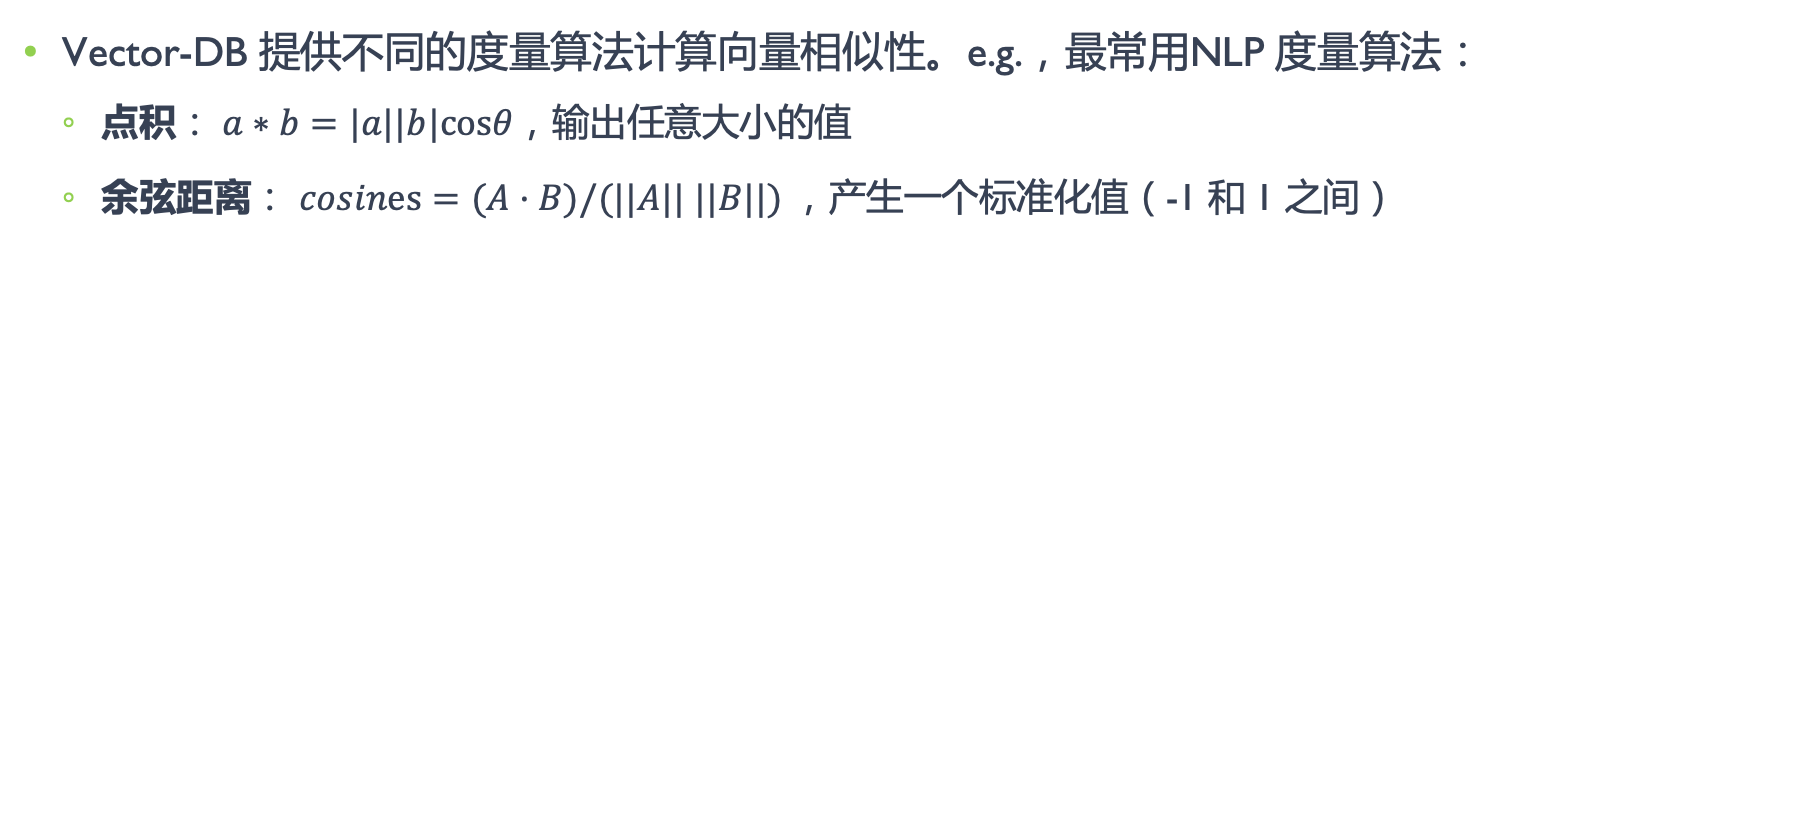 • Vector-DB 提供不同的度量算法计算向量相似性。e.g.，最常用NLP 度量算法：
◦ 点积： a ∗ b = |a||b|cosθ，输出任意大小的值
◦ 余弦距离： cosines = (A · B)/(||A|| ||B||) ，产生一个标准化值（-1 和 1 之间）